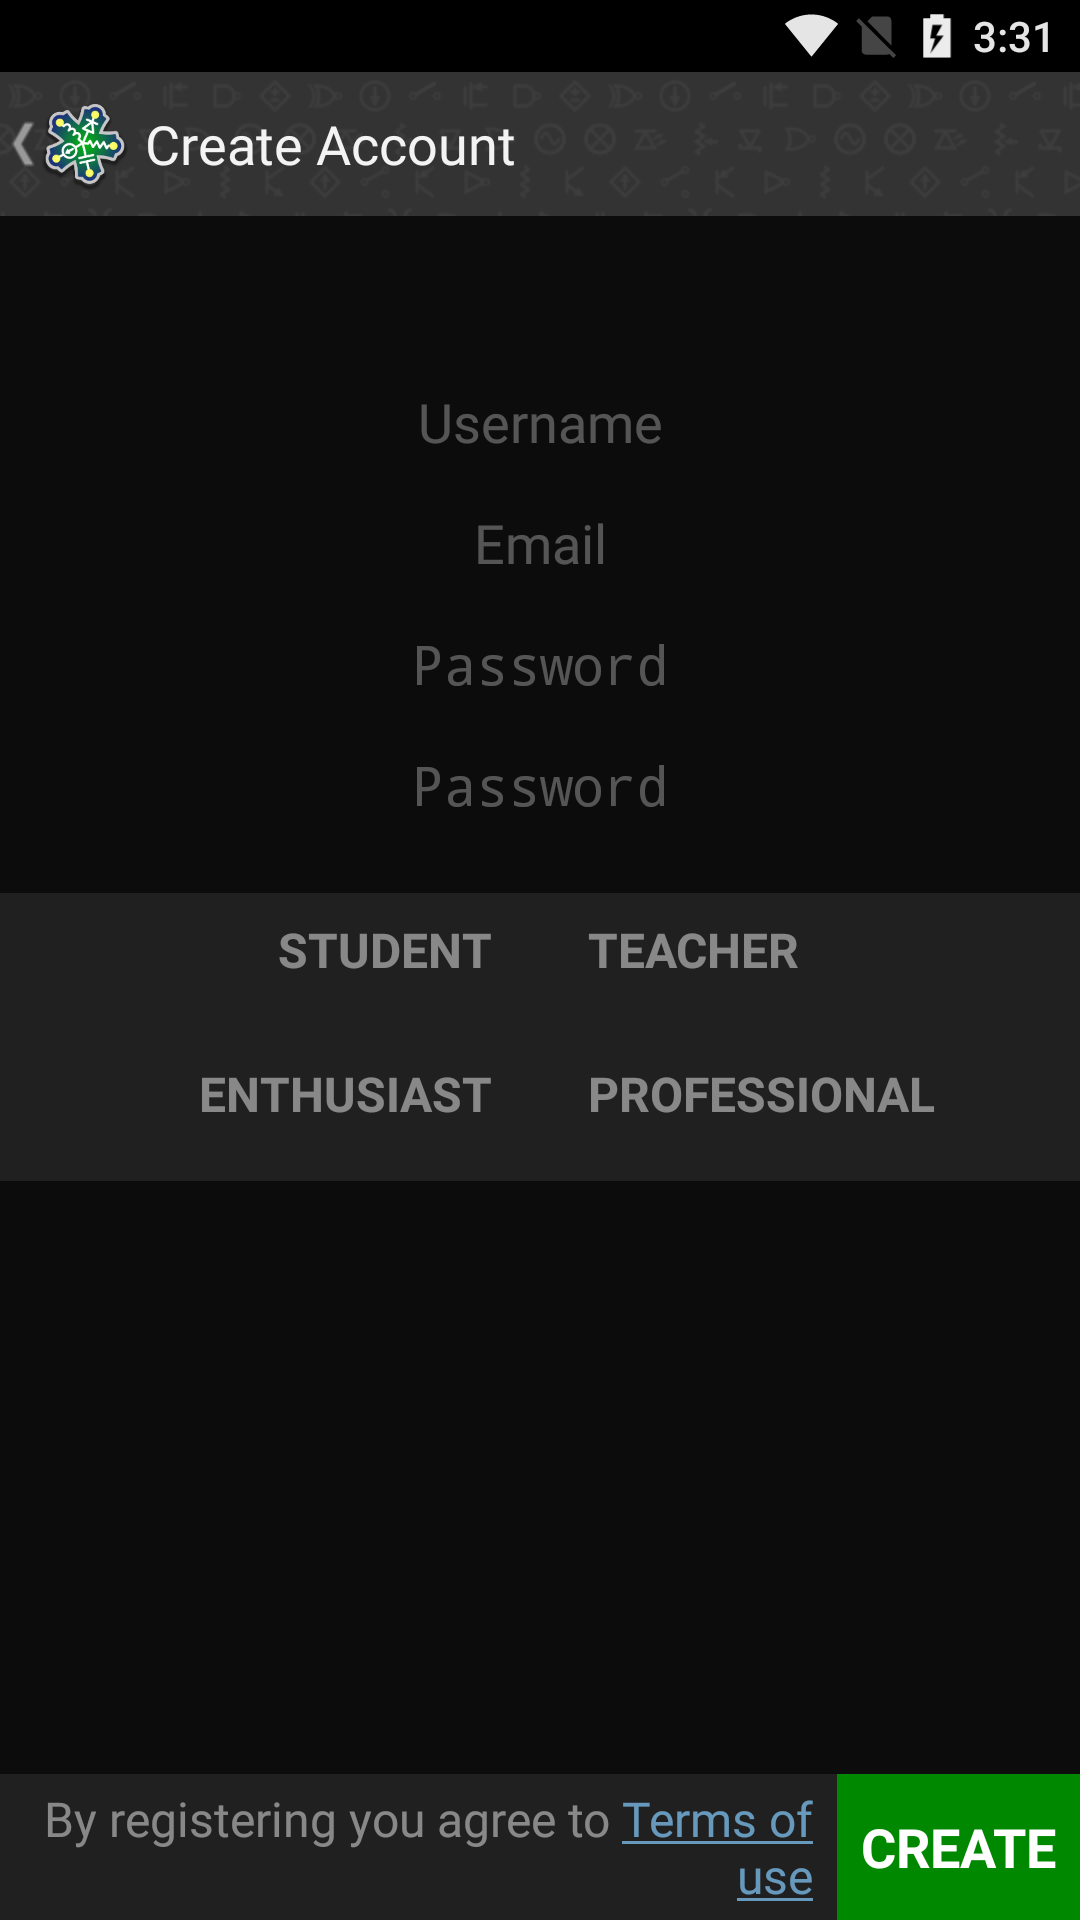 3:31
Create Account
Username
Email
Password
Password
STUDENT TEACHER
ENTHUSIAST PROFESSIONAL
By registering you agree to Terms of
use
CREATE